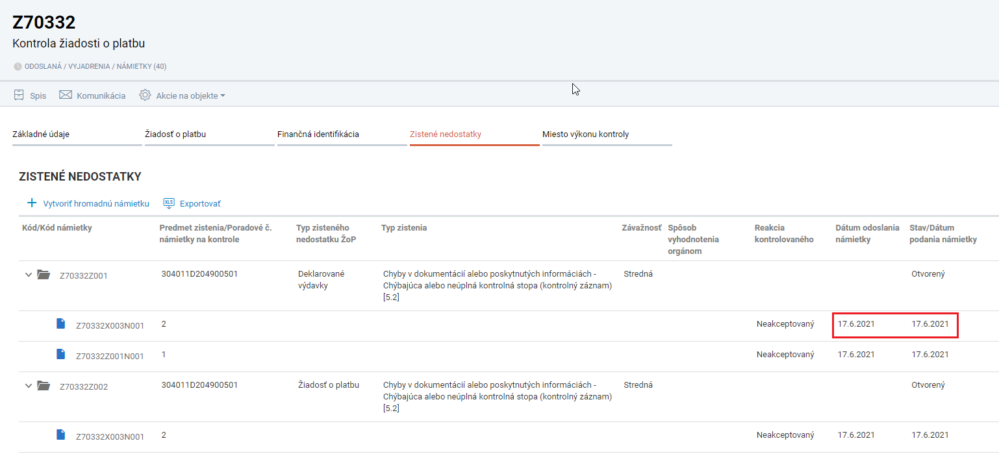 Z70332
Kontrola žiadosti o platbu
ODOSLANÁ / VYJADRENIA / NÁMIETKY (40)
Spis Komunikácia Akcie na objekte
Základné údaje Žiadosť o platbu Finančná identifikácia Zistené nedostatky Miesto výkonu kontroly
ZISTENÉ NEDOSTATKY
Vytvoriť hromadnú námietku XLS Exportovať
Kód/Kód námietky Predmet zistenia/Poradové č. Typ zisteného Typ zistenia Závažnosť Spôsob Reakcia Dátum odoslania Stav/Dátum
námietky na kontrole nedostatku ŽoP vyhodnotenia kontrolovaného námietky podania námietky
orgánom
Z70332Z001 304011D204900501 Deklarované Chyby v dokumentácií alebo poskytnutých informáciách - Stredná Otvorený
výdavky Chýbajúca alebo neúplná kontrolná stopa (kontrolný záznam)
[5.2]
Z70332X003N001 2 Neakceptovaný 17.6.2021 17.6.2021
Z70332Z001N001 1 Neakceptovaný 17.6.2021 17.6.2021
Z70332Z002 304011D204900501 Žiadosť o platbu Chyby v dokumentácií alebo poskytnutých informáciách - Stredná Otvorený
Chýbajúca alebo neúplná kontrolná stopa (kontrolný záznam)
[5.2]
Z70332X003N001 2 Neakceptovaný 17.6.2021 17.6.2021